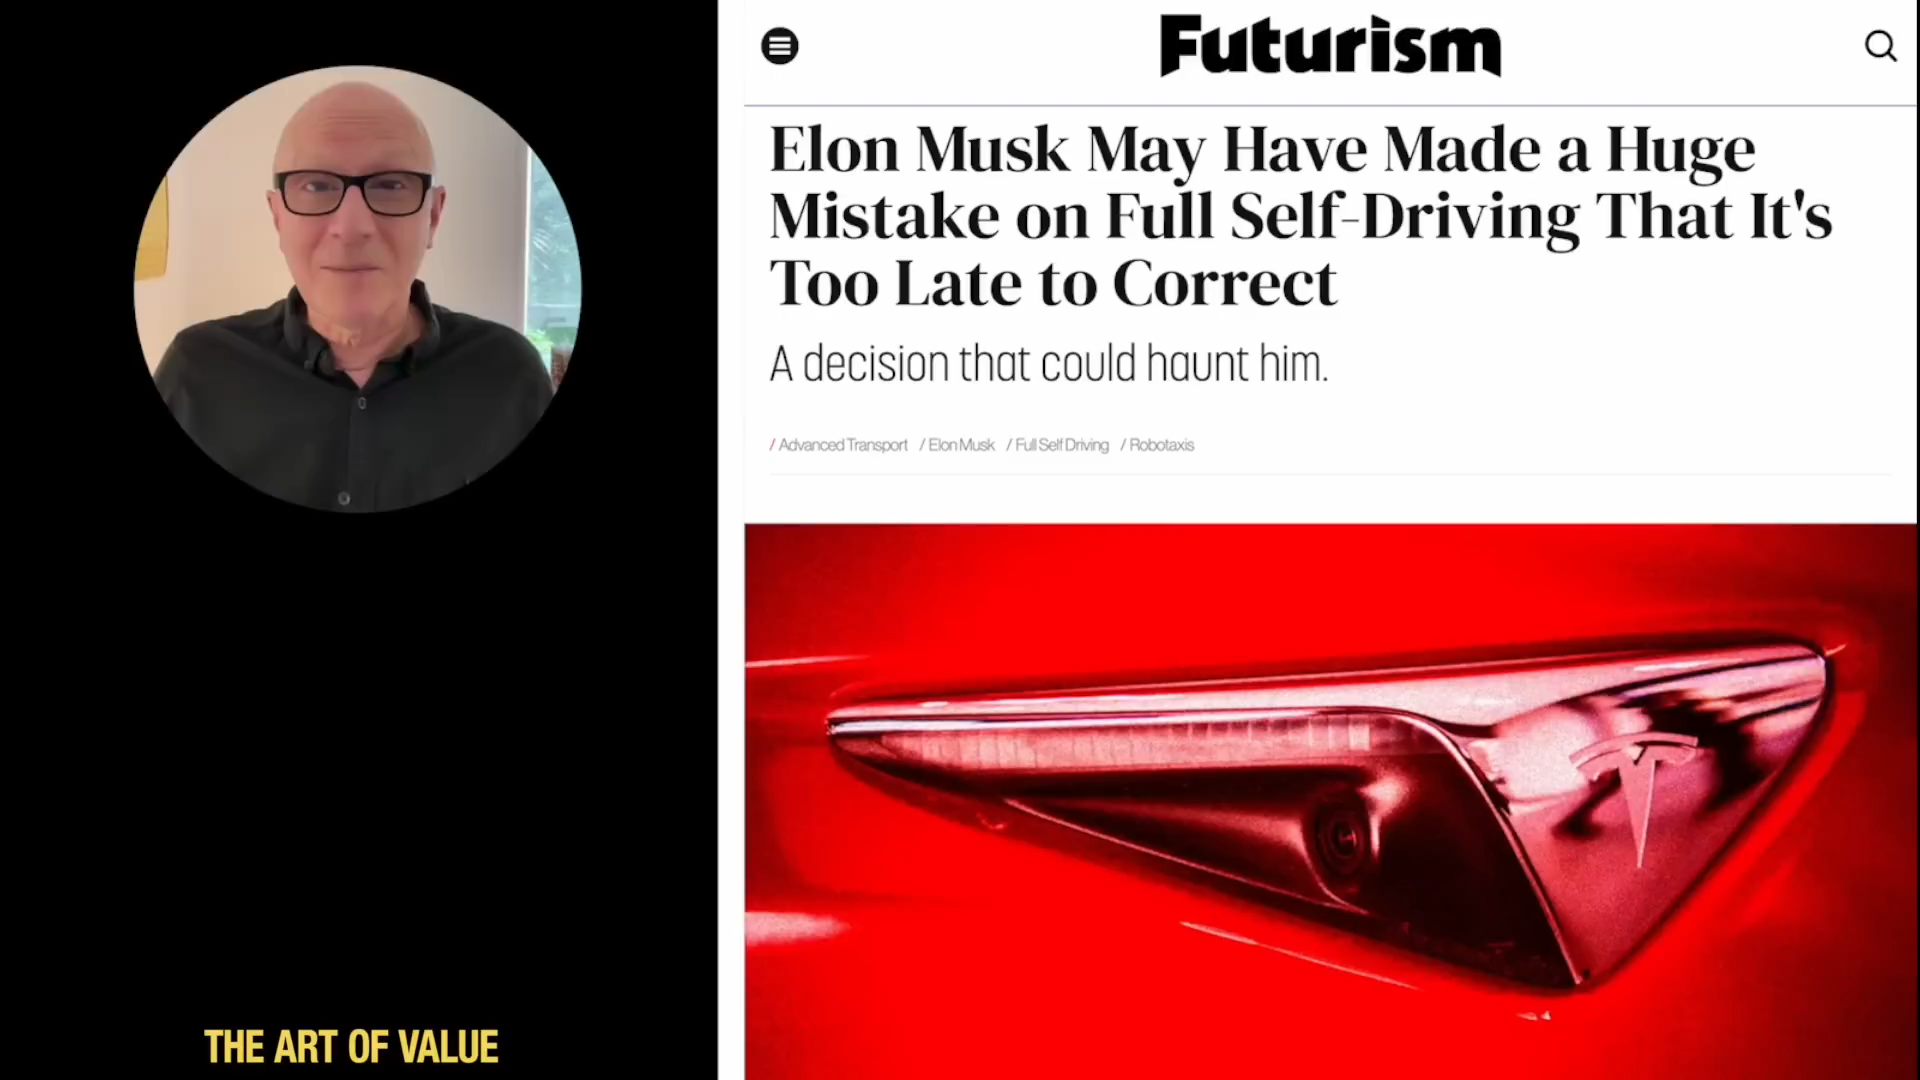 Futurism
Elon Musk May Have Made a Huge
Mistake on Full Self-Driving That It's
Too Late to Correct
A decision that could haunt him.
/ Advanced Transport / Elon Musk / Full Self Driving / Robotaxis
THE ART OF VALUE